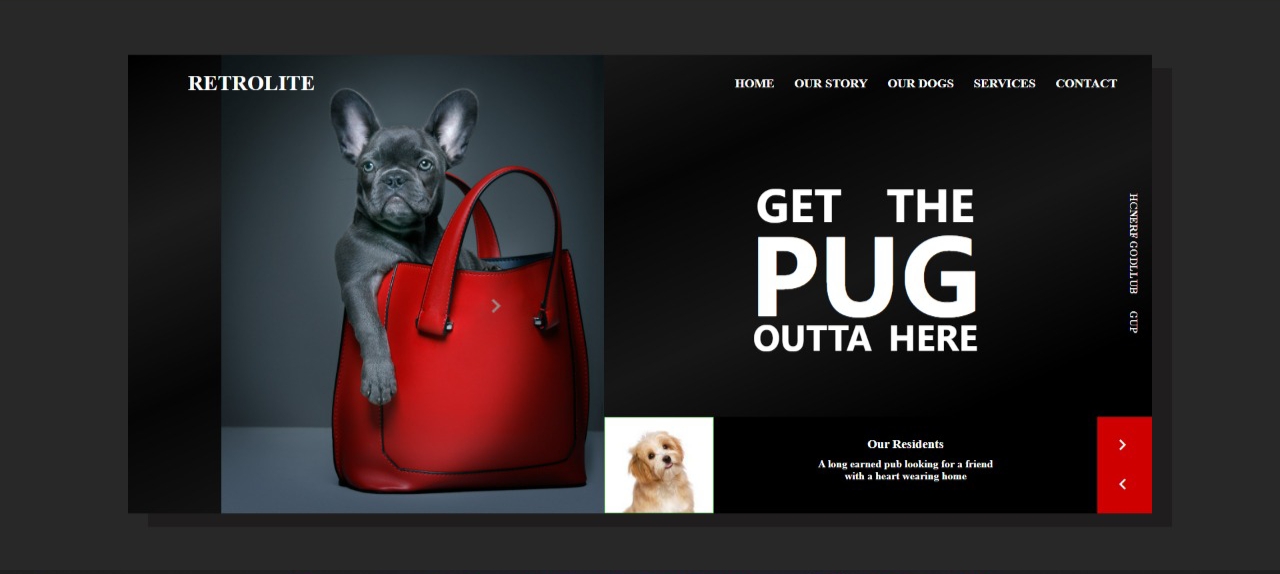 RETROLITE
HOME OUR STORY OUR DOGS SERVICES CONTACT
GET THE
PUG
OUTTA HERE
HCNERF GODLLUB GUP
Our Residents
A long earned pub looking for a friend
with a heart wearing home